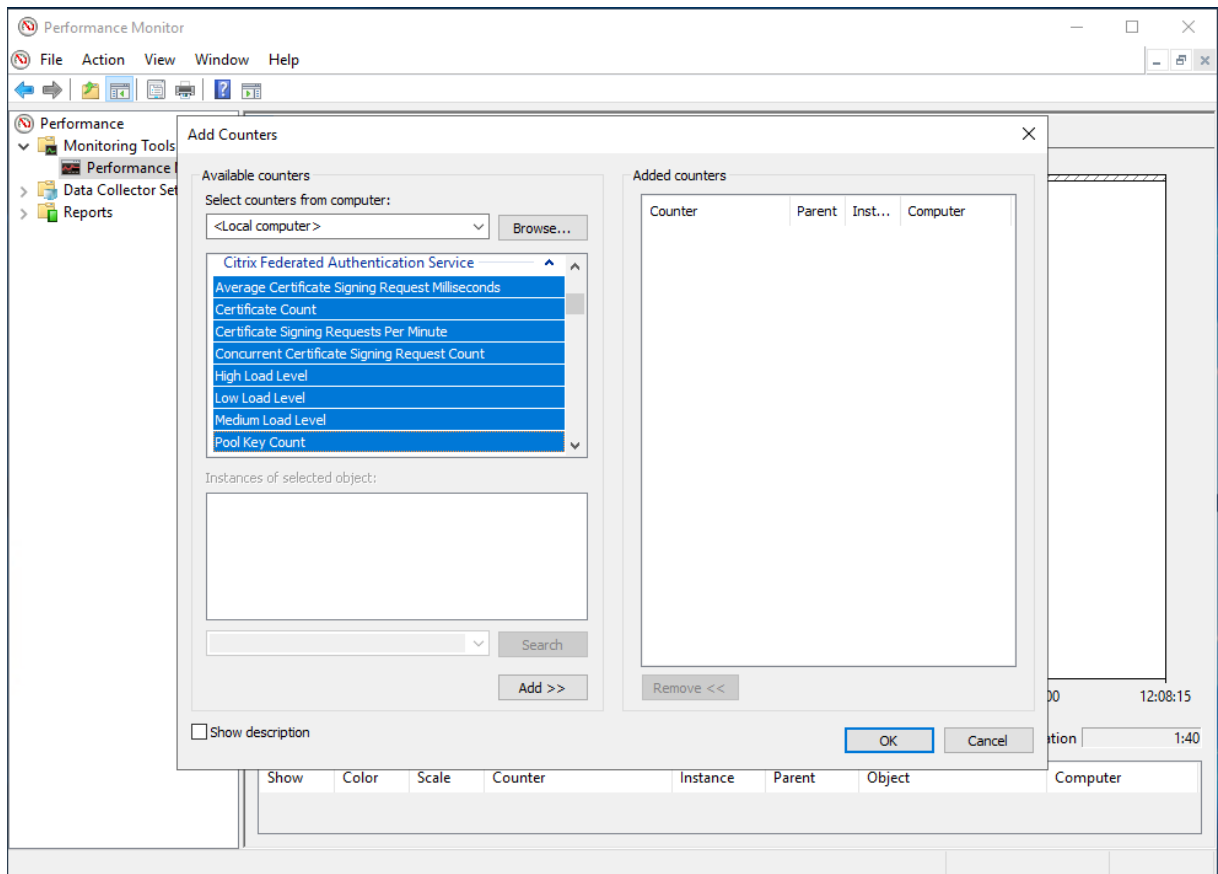 Performance Monitor
File Action View Window Help
Performance
Monitoring Tools
Performance
Data Collector Set
Reports
Add Counters
Available counters
Select counters from computer:
<Local computer>
Browse...
Citrix Federated Authentication Service
Average Certificate Signing Request Milliseconds
Certificate Count
Certificate Signing Requests Per Minute
Concurrent Certificate Signing Request Count
High Load Level
Low Load Level
Medium Load Level
Pool Key Count
Instances of selected object:
Search
Add >>
Show description
Added counters
Counter Parent Inst... Computer
Remove <<
OK Cancel
00 12:08:15
ation 1:40
Show Color Scale Counter Instance Parent Object Computer